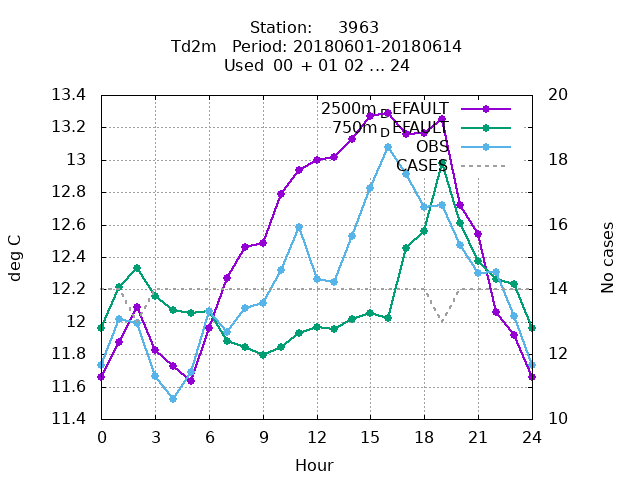 Station: 3963
Td2m Period: 20180601-20180614
Used 00 + 01 02 ... 24
13.4
13.2
13
12.8
12.6
12.4
12.2
12
11.8
11.6
11.4
deg C
20
18
16
14
12
10
No cases
2500m_DEFAULT
750m_DEFAULT
OBS
CASES
0 3 6 9 12 15 18 21 24
Hour